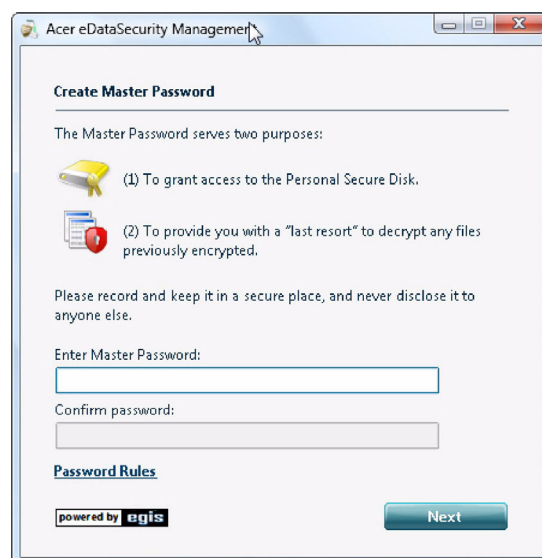 Acer eDataSecurity Management
Create Master Password
The Master Password serves two purposes:
(1) To grant access to the Personal Secure Disk.
(2) To provide you with a "last resort" to decrypt any files
previously encrypted.
Please record and keep it in a secure place, and never disclose it to
anyone else.
Enter Master Password:
Confirm password:
Password Rules
powered by egis
Next